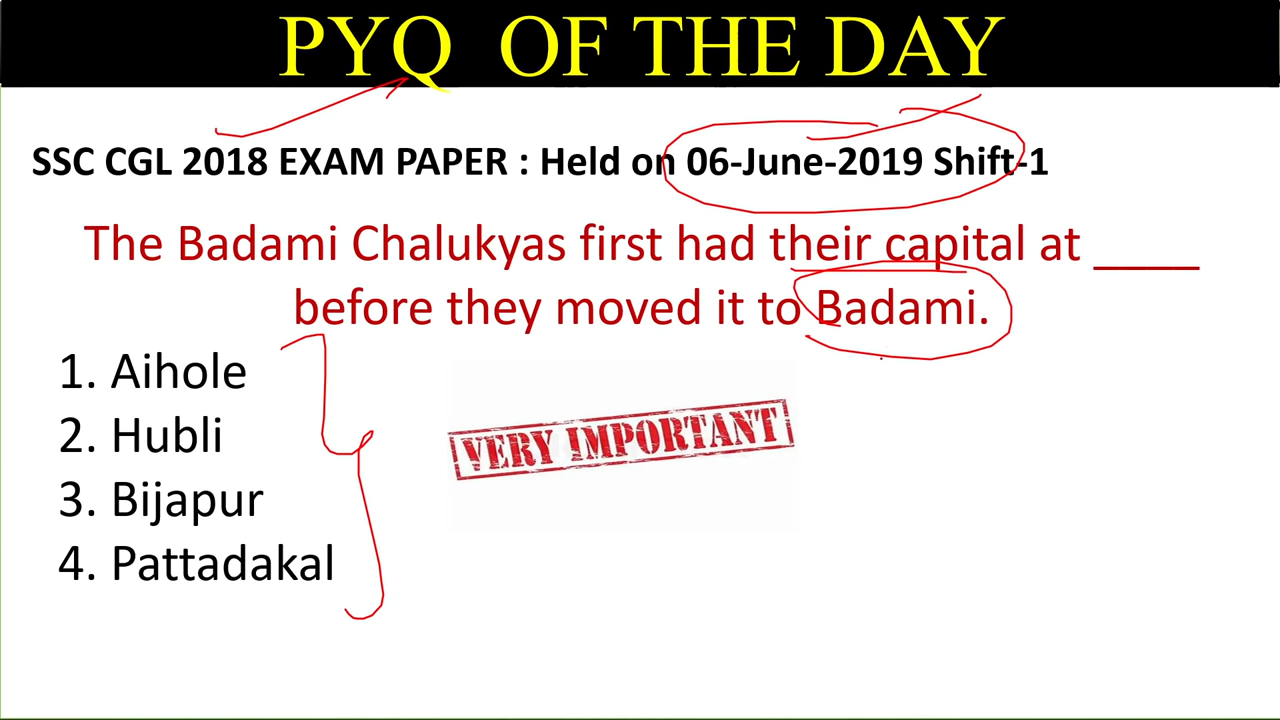 PYQ OF THE DAY
SSC CGL 2018 EXAM PAPER : Held on 06-June-2019 Shift-1
The Badami Chalukyas first had their capital at ____
before they moved it to Badami.
1. Aihole
2. Hubli
VERY IMPORTANT
3. Bijapur
4. Pattadakal